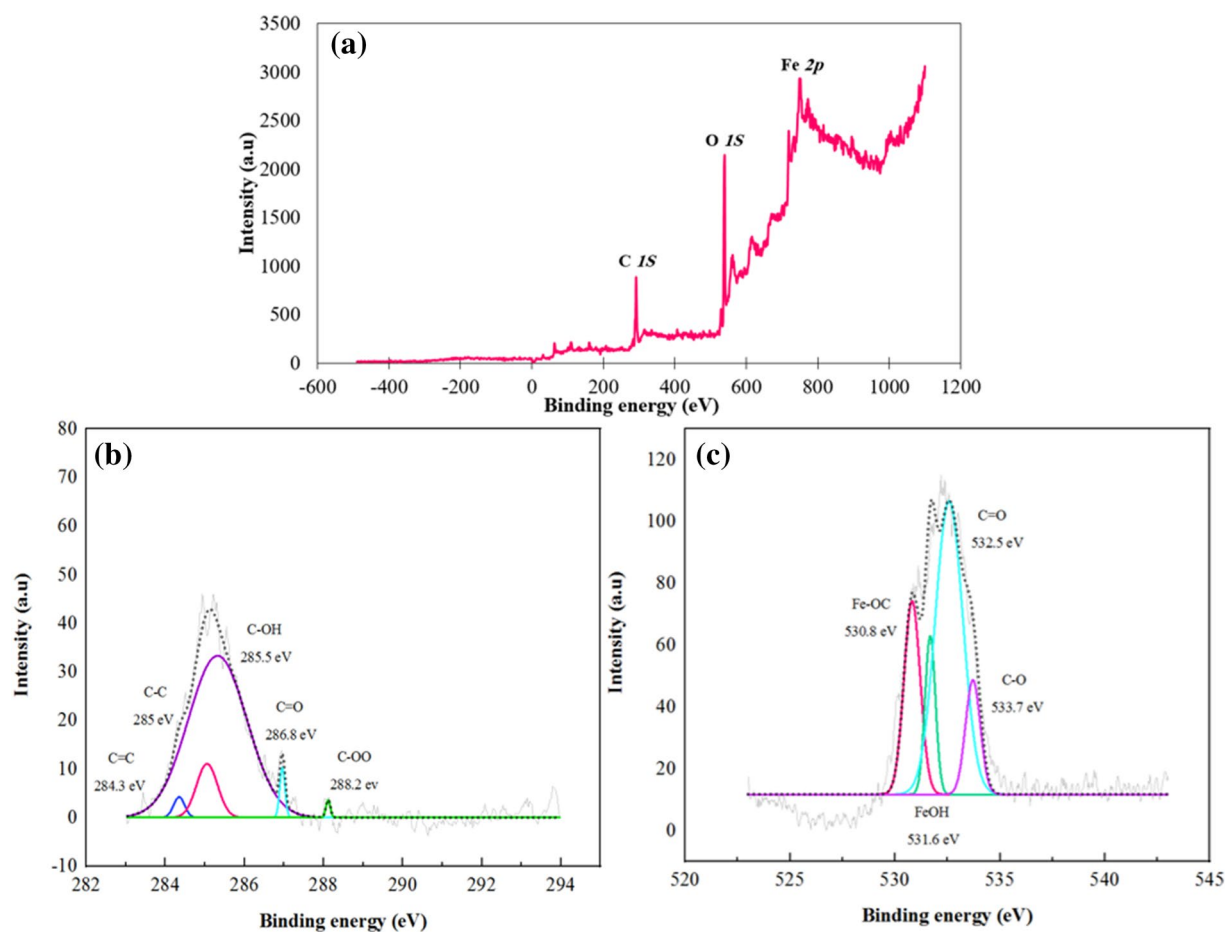 (a)
3500
3000
2500
2000
1500
1000
500
0
Intensity (a.u)
Fe 2p
O 1S
C 1S
-600 -400 -200 0 200 400 600 800 1000 1200
Binding energy (eV)
(b)
80
70
60
50
40
30
20
10
0
-10
Intensity (a.u)
C-OH
285.5 eV
C-C
285 eV
C=O
286.8 eV
C=C
284.3 eV
C-OO
288.2 ev
282 284 286 288 290 292 294
Binding energy (eV)
(c)
120
100
80
60
40
20
0
Intensity (a.u)
C=O
532.5 eV
Fe-OC
530.8 eV
C-O
533.7 eV
FeOH
531.6 eV
520 525 530 535 540 545
Binding energy (eV)